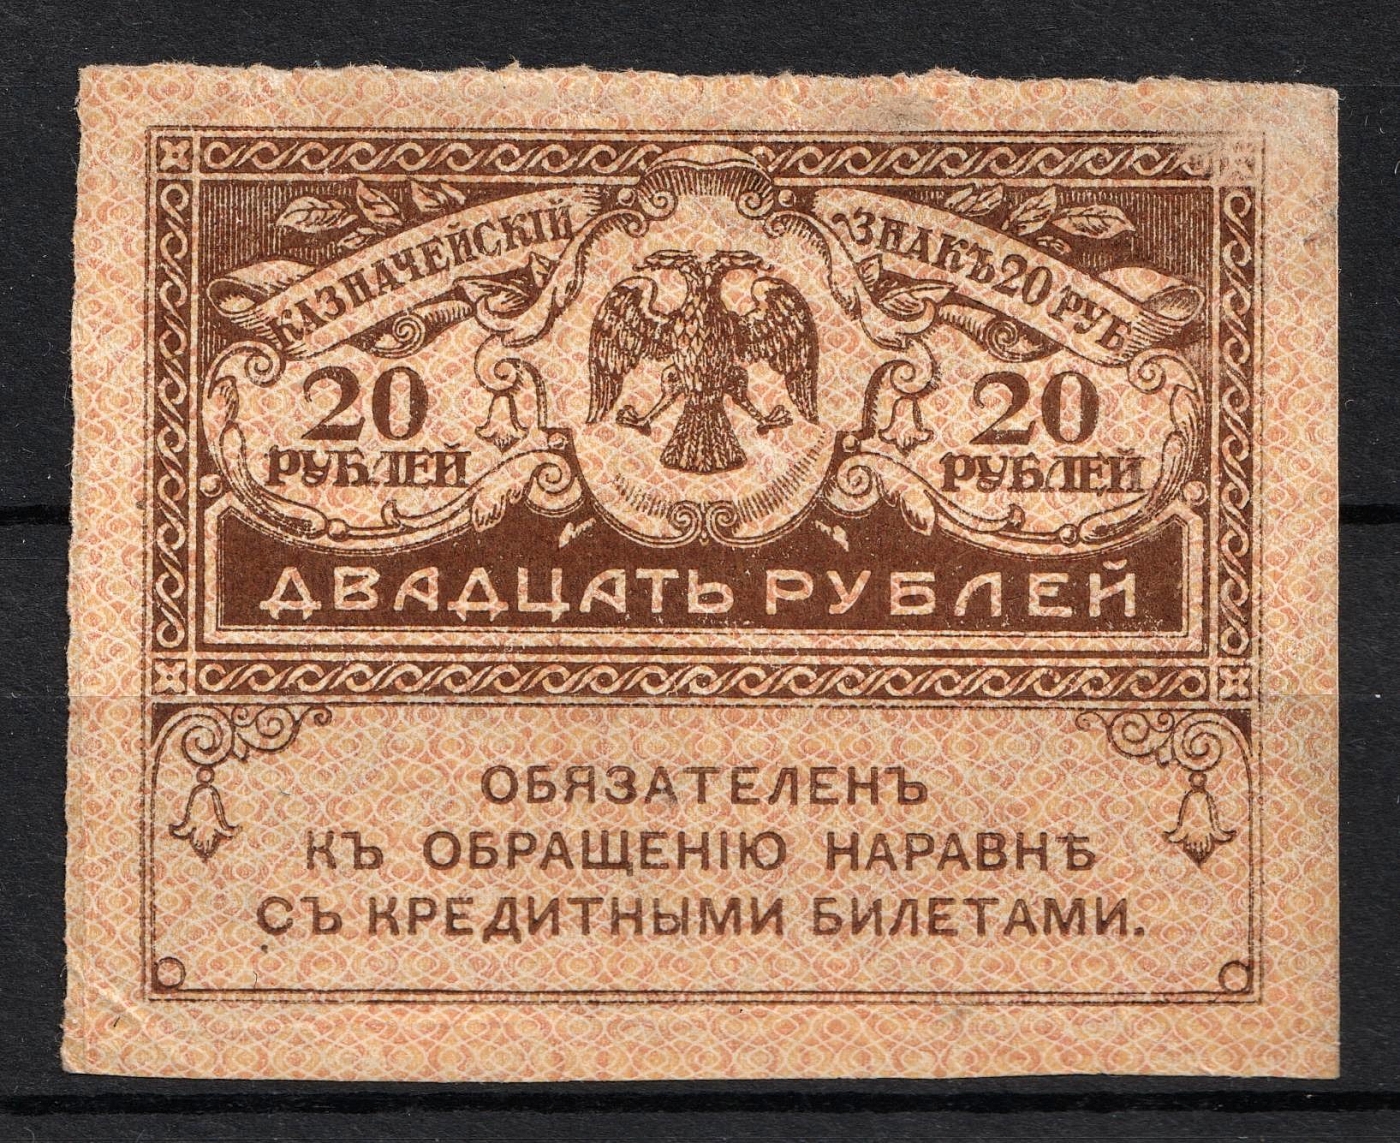 КАЗНАЧЕЙСКІЙ ЗНАКЪ 20 РУБ
20 20
РУБЛЕЙ РУБЛЕЙ
ДВАДЦАТЬ РУБЛЕЙ
ОБЯЗАТЕЛЕНЪ
КЪ ОБРАЩЕНІЮ НАРАВНѢ
СЪ КРЕДИТНЫМИ БИЛЕТАМИ.